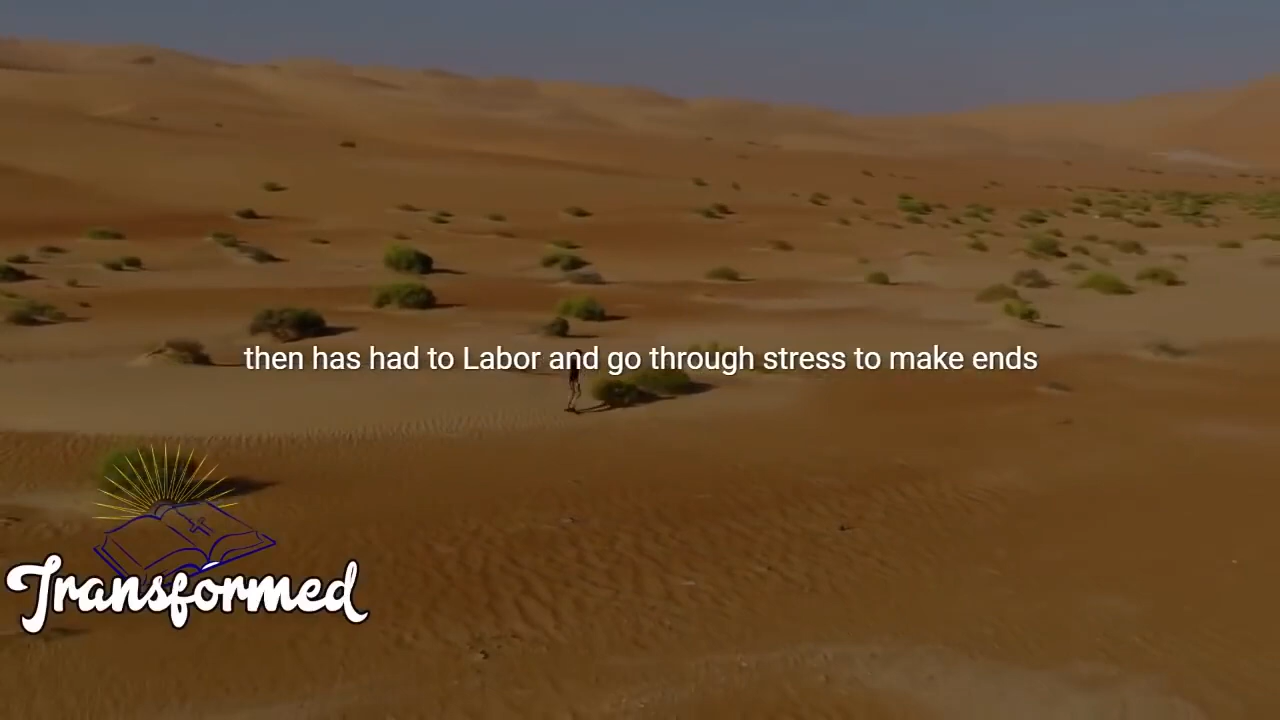 then has had to Labor and go through stress to make ends
Transformed